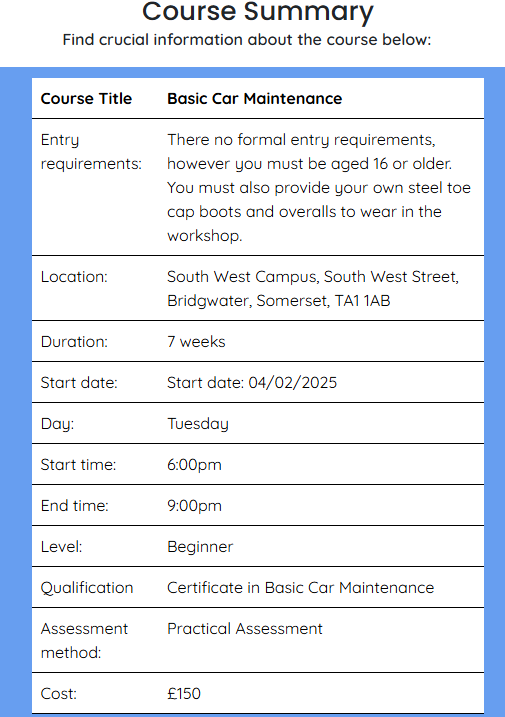 Course Summary
Find crucial information about the course below:
Course Title Basic Car Maintenance
Entry requirements: There no formal entry requirements,
however you must be aged 16 or older.
You must also provide your own steel toe
cap boots and overalls to wear in the
workshop.
Location: South West Campus, South West Street,
Bridgwater, Somerset, TA1 1AB
Duration: 7 weeks
Start date: Start date: 04/02/2025
Day: Tuesday
Start time: 6:00pm
End time: 9:00pm
Level: Beginner
Qualification Certificate in Basic Car Maintenance
Assessment method: Practical Assessment
Cost: £150